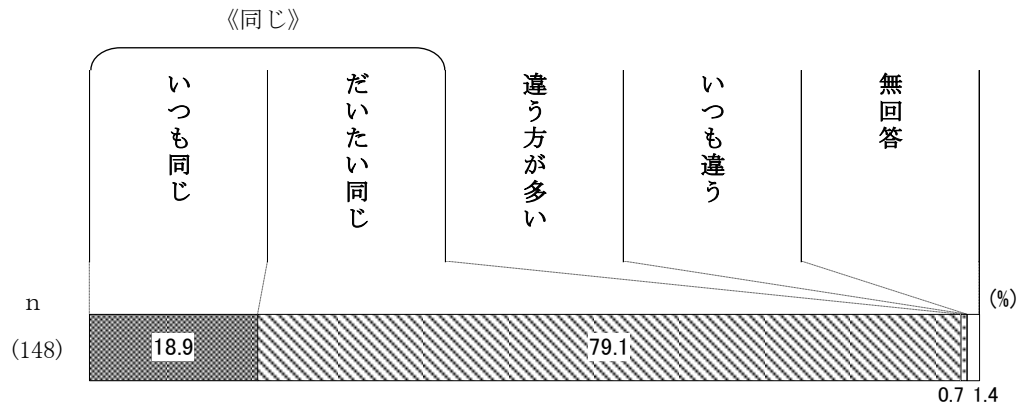 《同じ》
いつも同じ
だいたい同じ
違う方が多い
いつも違う
無回答
n
(%)
(148)
18.9
79.1
0.7
1.4